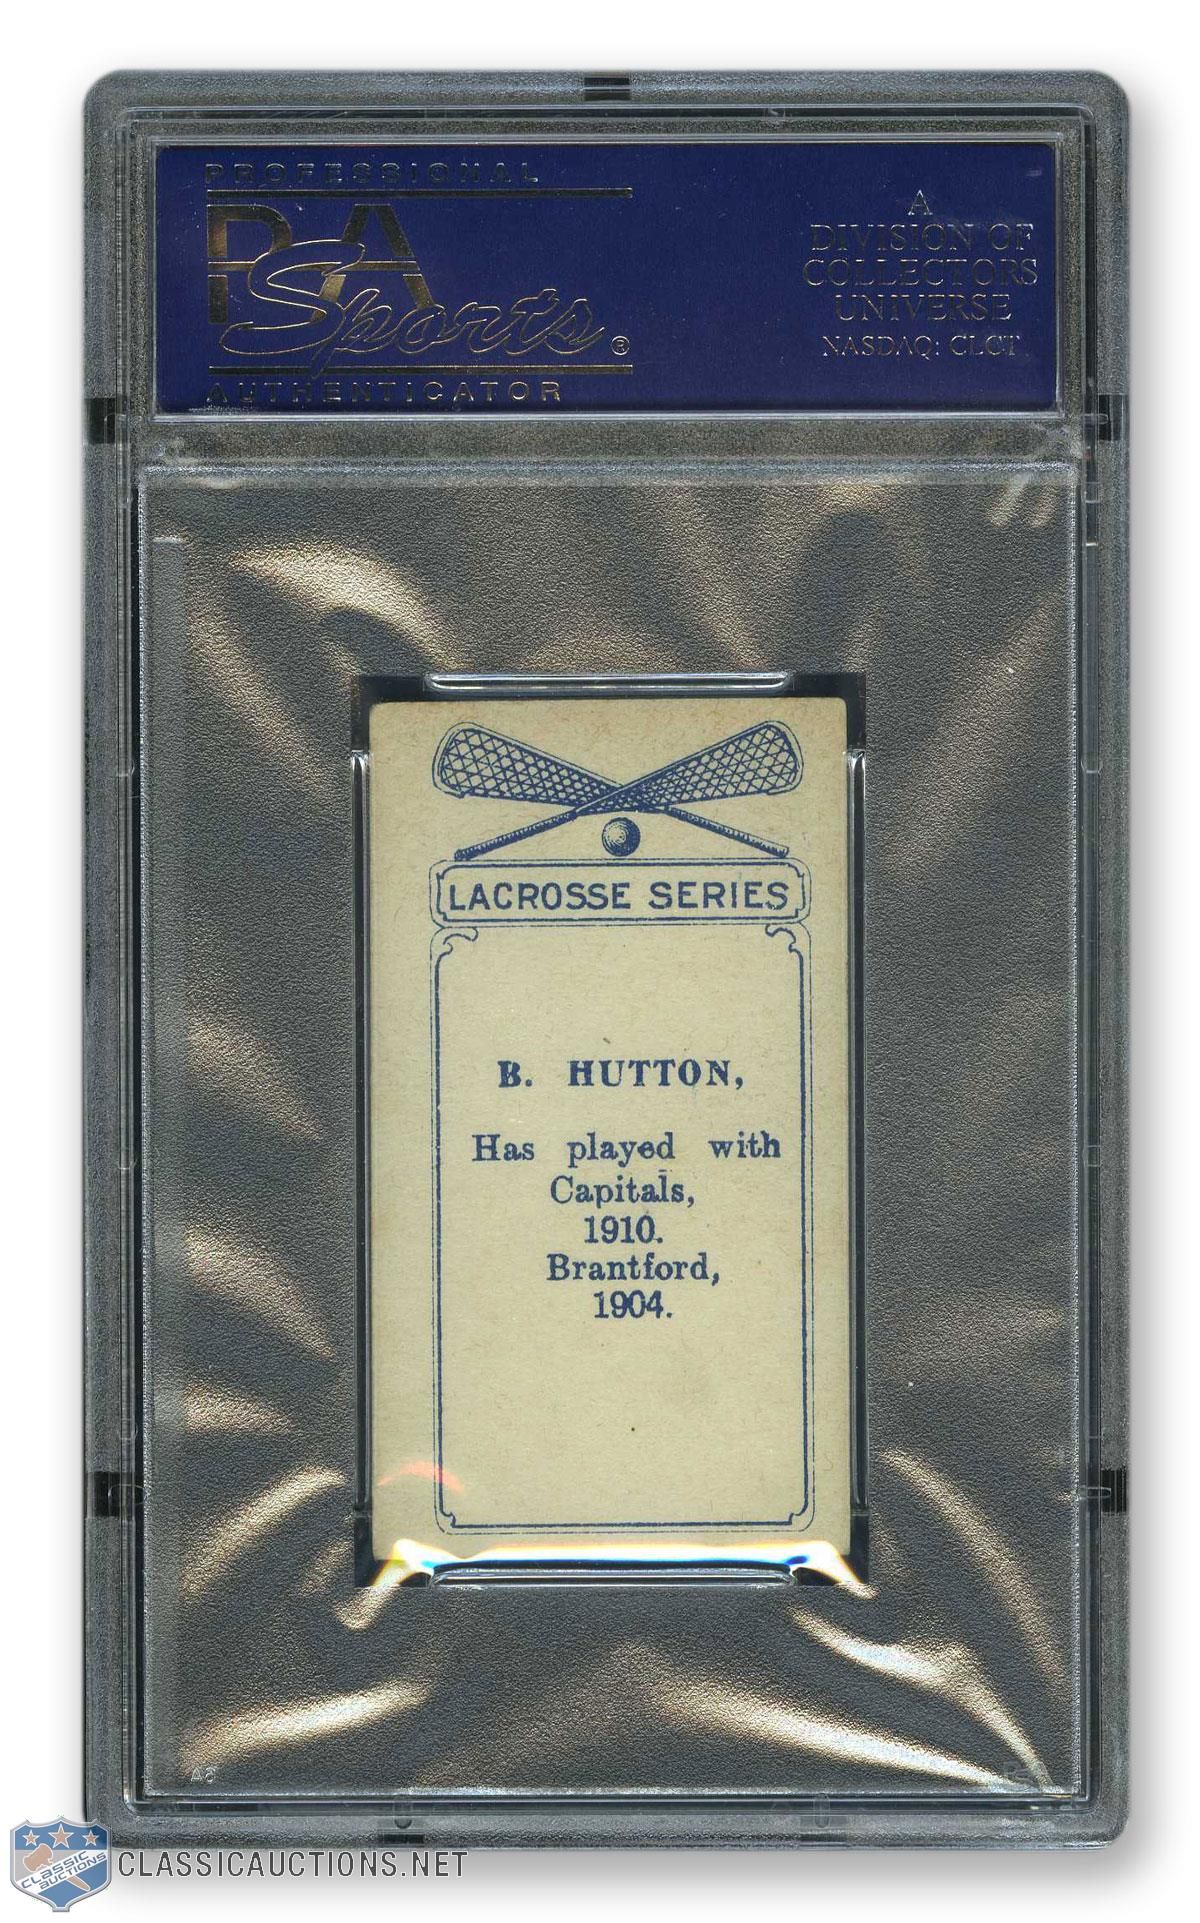 PROFESSIONAL
PSA
Sports®
AUTHENTICATOR
A
DIVISION OF
COLLECTORS
UNIVERSE
NASDAQ: CLCT
LACROSSE SERIES
B. HUTTON,
Has played with
Capitals,
1910.
Brantford,
1904.
CLASSIC
AUCTIONS
CLASSICAUCTIONS.NET